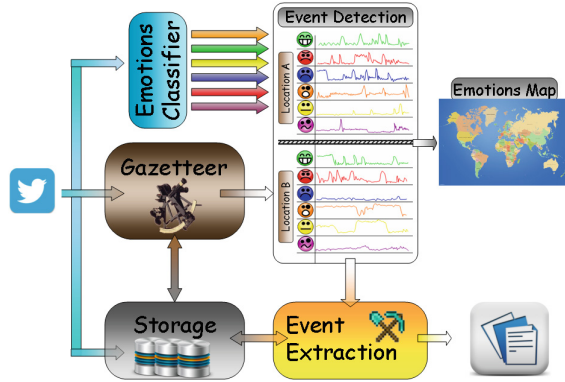 Event Detection
Emotions
Classifier
Location A
Emotions Map
Gazetteer
Location B
Storage
Event
Extraction